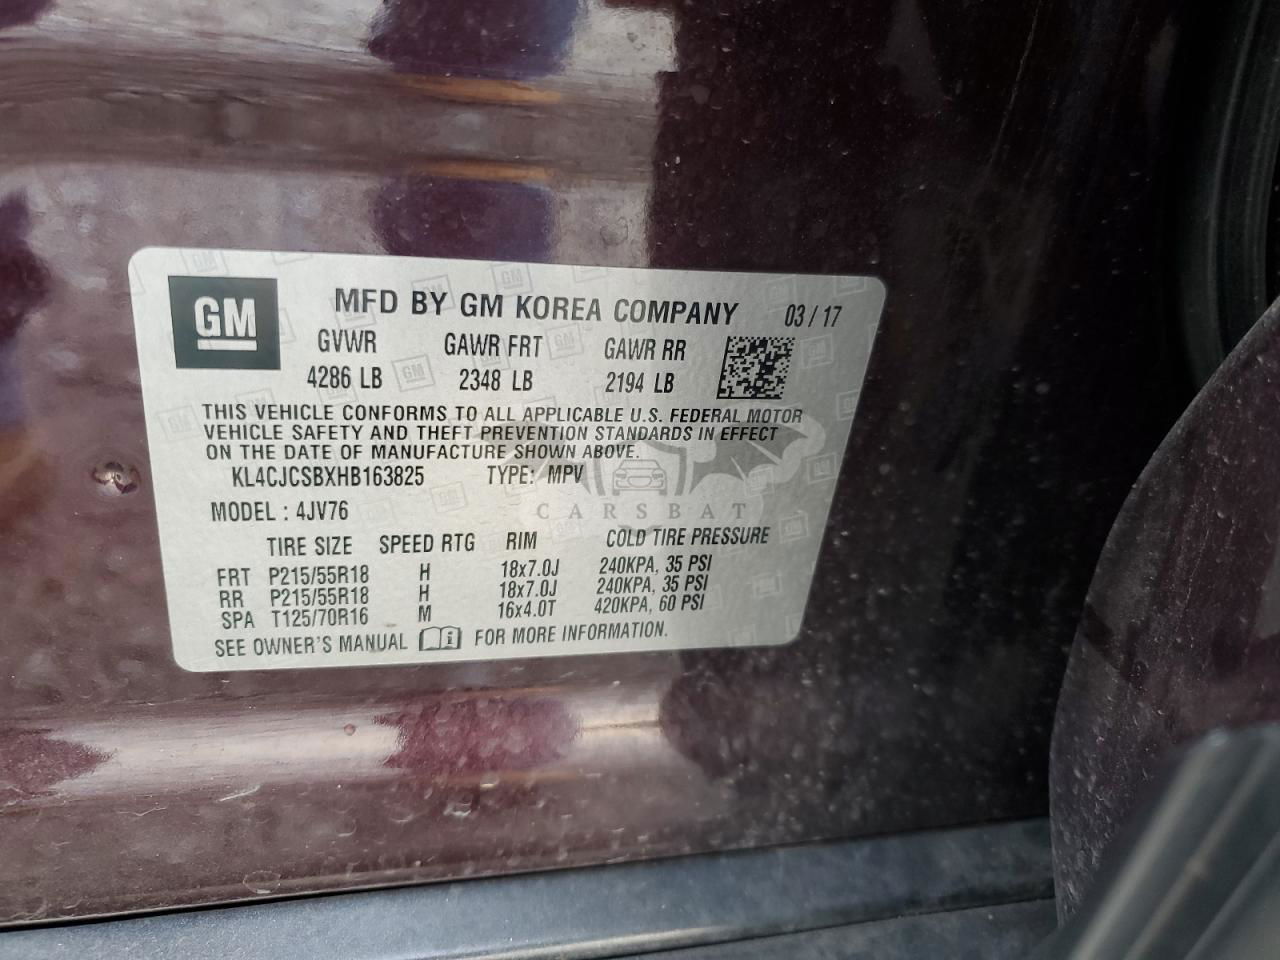 GM
MFD BY GM KOREA COMPANY 03/17
GVWR GAWR FRT GAWR RR
4286 LB 2348 LB 2194 LB
THIS VEHICLE CONFORMS TO ALL APPLICABLE U.S. FEDERAL MOTOR
VEHICLE SAFETY AND THEFT PREVENTION STANDARDS IN EFFECT
ON THE DATE OF MANUFACTURE SHOWN ABOVE.
KL4CJCSBXHB163825 TYPE: MPV
CARSBAT
MODEL : 4JV76
TIRE SIZE SPEED RTG RIM COLD TIRE PRESSURE
FRT P215/55R18 H 18x7.0J 240KPA, 35 PSI
RR P215/55R18 H 18x7.0J 240KPA, 35 PSI
SPA T125/70R16 M 16x4.0T 420KPA, 60 PSI
SEE OWNER'S MANUAL FOR MORE INFORMATION.